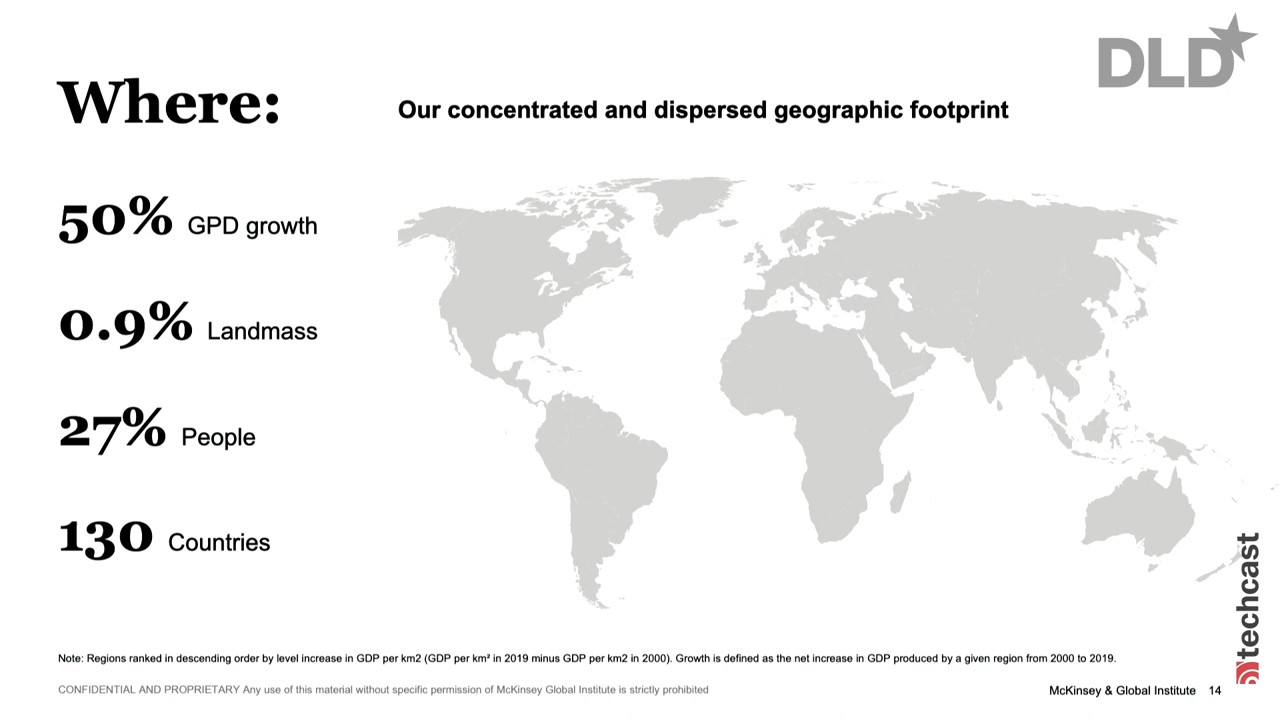 DLD
Where:
Our concentrated and dispersed geographic footprint
50% GPD growth
0.9% Landmass
27% People
130 Countries
techcast
Note: Regions ranked in descending order by level increase in GDP per km2 (GDP per km² in 2019 minus GDP per km2 in 2000). Growth is defined as the net increase in GDP produced by a given region from 2000 to 2019.
CONFIDENTIAL AND PROPRIETARY Any use of this material without specific permission of McKinsey Global Institute is strictly prohibited
McKinsey & Global Institute 14